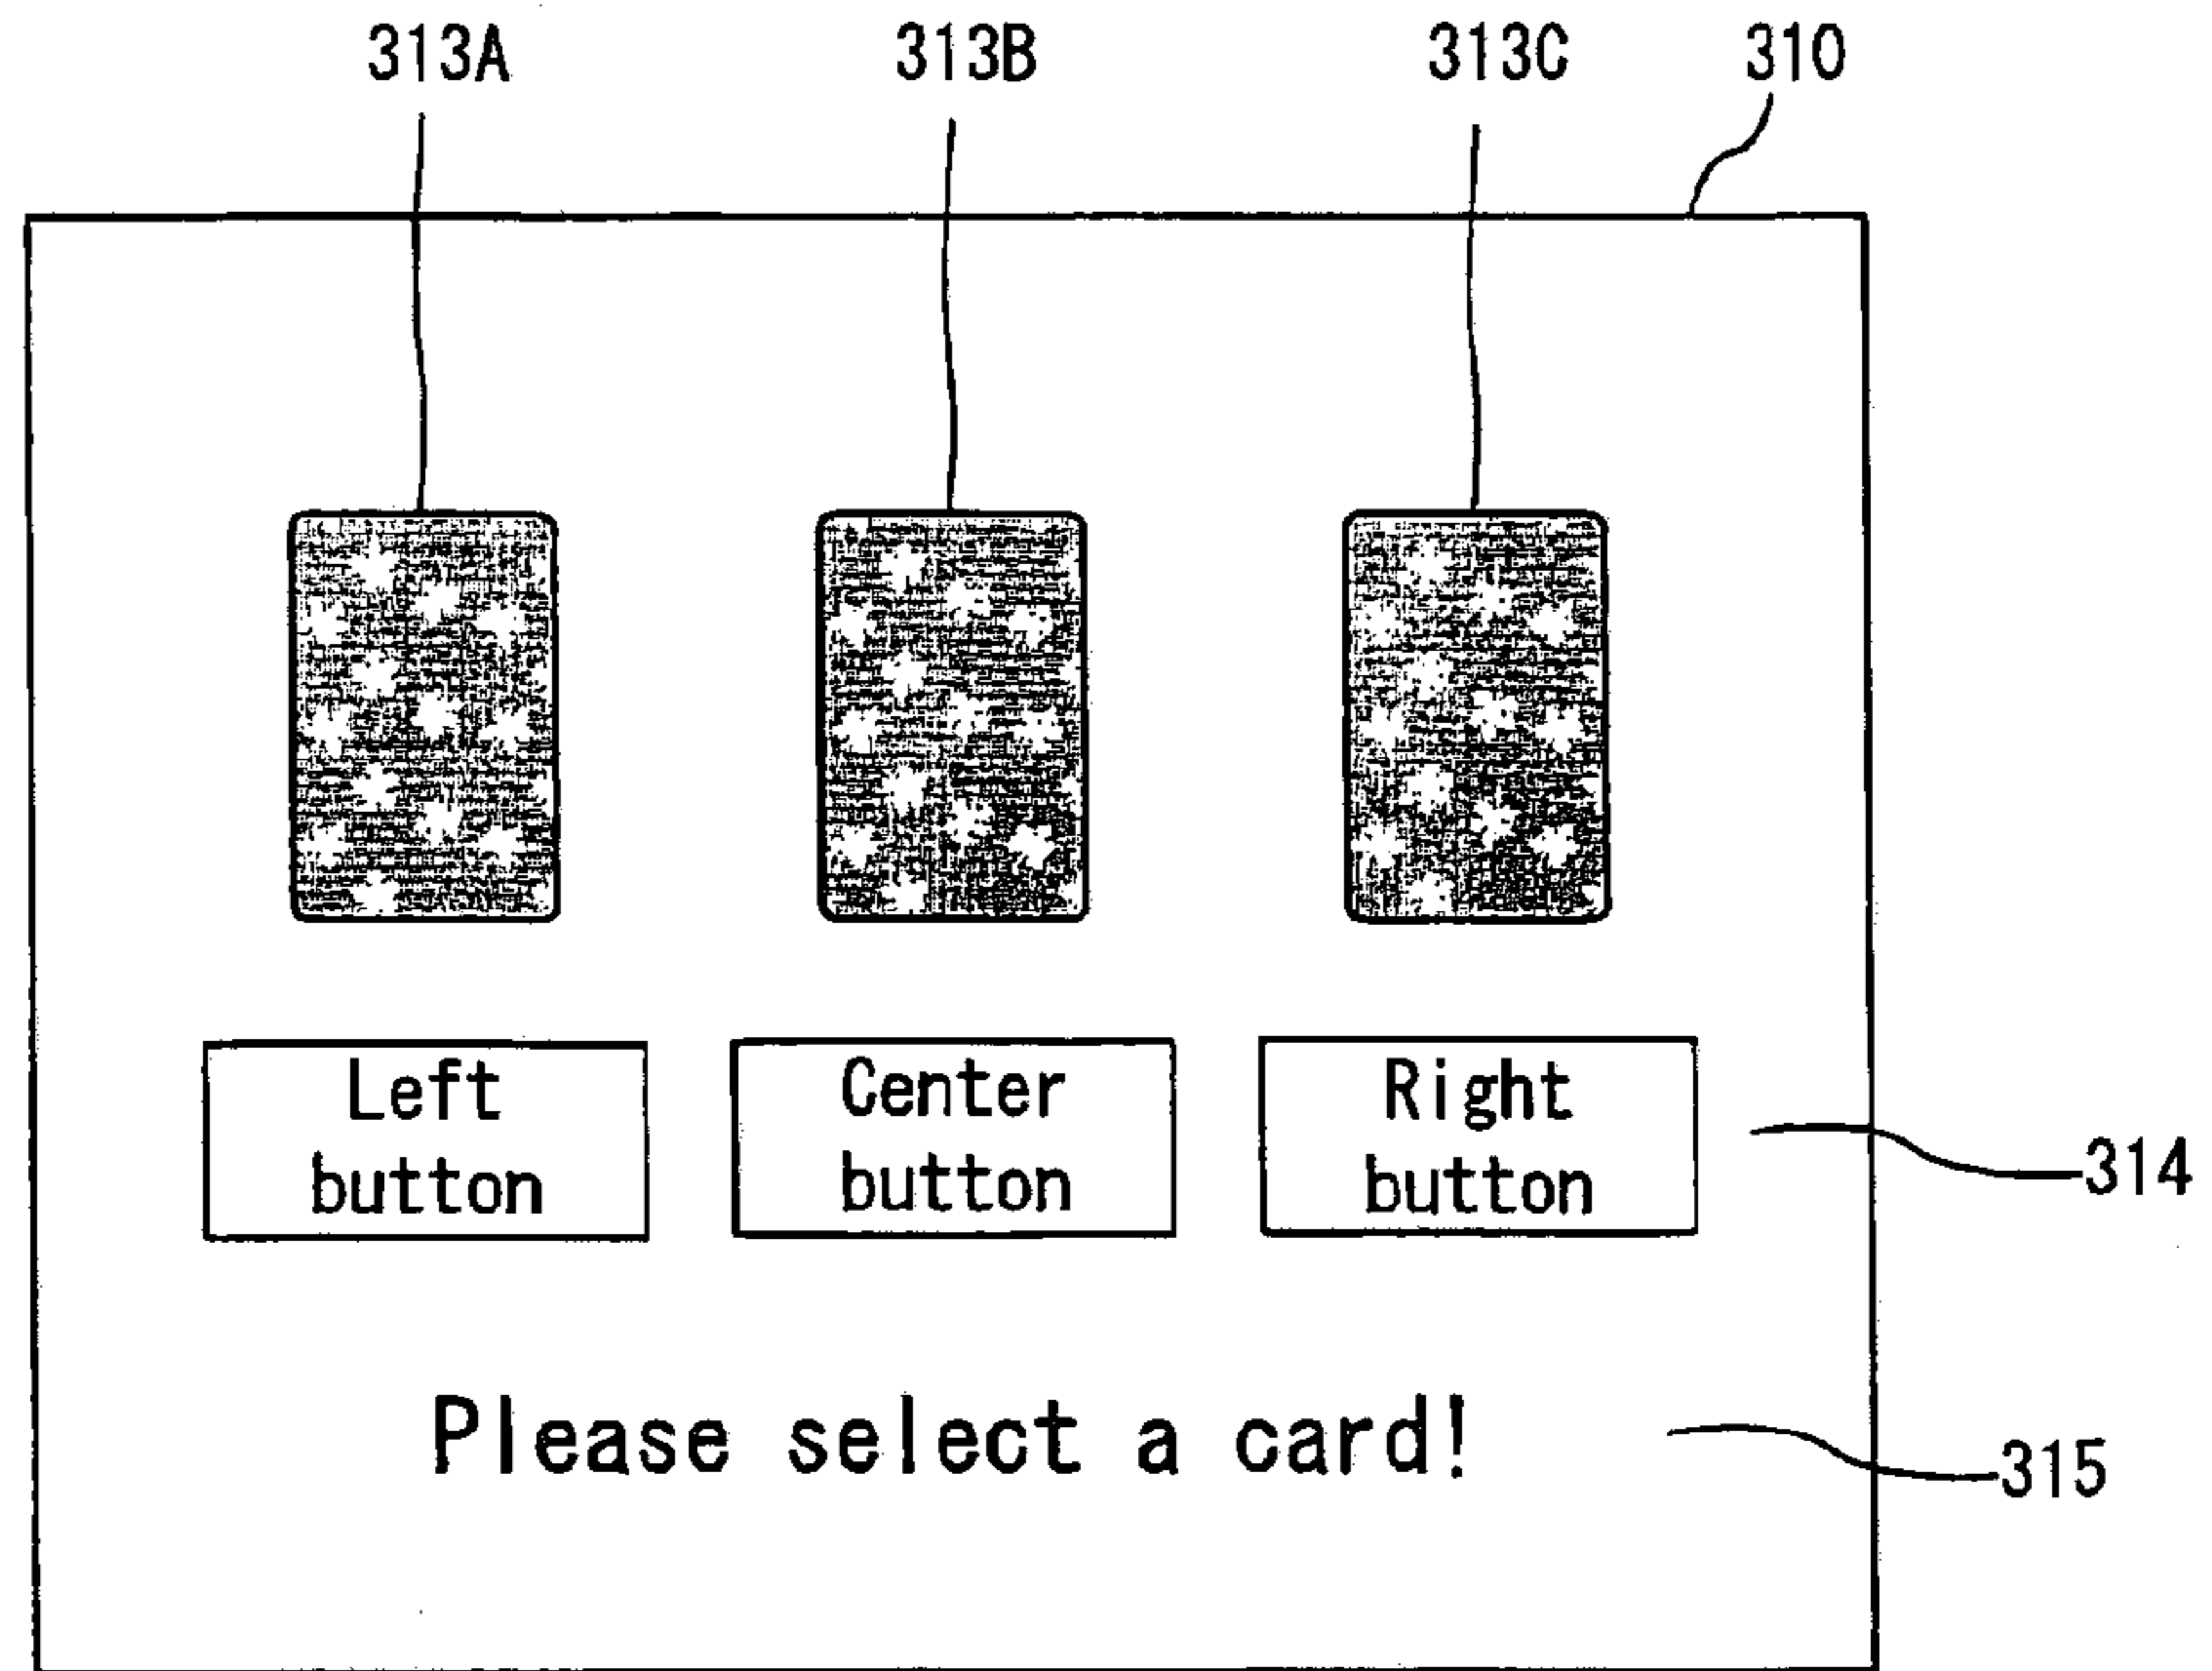 313A 313B 313C 310
Left button
Center button
Right button
314
Please select a card!
315